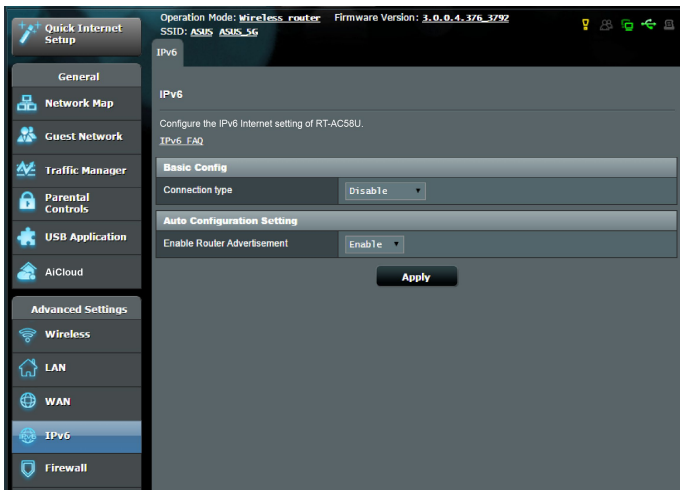 Quick Internet
Setup
Operation Mode: Wireless router Firmware Version: 3.0.0.4.376_3792
SSID: ASUS ASUS_5G
IPv6
General
Network Map
Guest Network
Traffic Manager
Parental
Controls
USB Application
AiCloud
Advanced Settings
Wireless
LAN
WAN
IPv6
Firewall
IPv6
Configure the IPv6 Internet setting of RT-AC58U.
IPv6 FAQ
Basic Config
Connection type Disable
Auto Configuration Setting
Enable Router Advertisement Enable
Apply